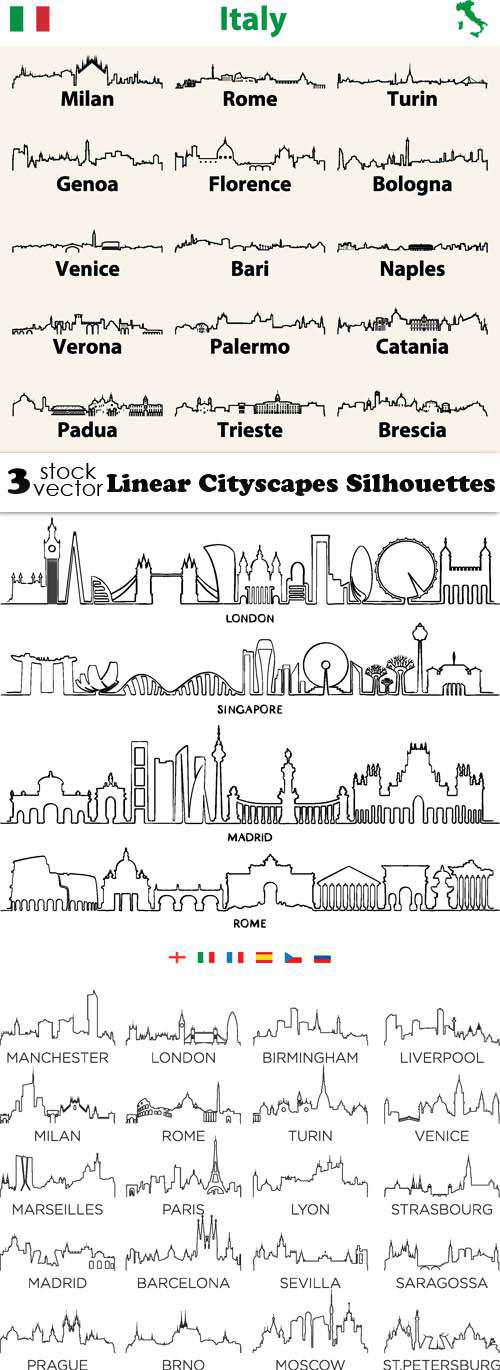 Italy
Milan Rome Turin
Genoa Florence Bologna
Venice Bari Naples
Verona Palermo Catania
Padua Trieste Brescia
3 stock vector Linear Cityscapes Silhouettes
LONDON
SINGAPORE
MADRID
ROME
MANCHESTER LONDON BIRMINGHAM LIVERPOOL
MILAN ROME TURIN VENICE
MARSEILLES PARIS LYON STRASBOURG
MADRID BARCELONA SEVILLA SARAGOSSA
PRAGUE BRNO MOSCOW ST.PETERSBURG